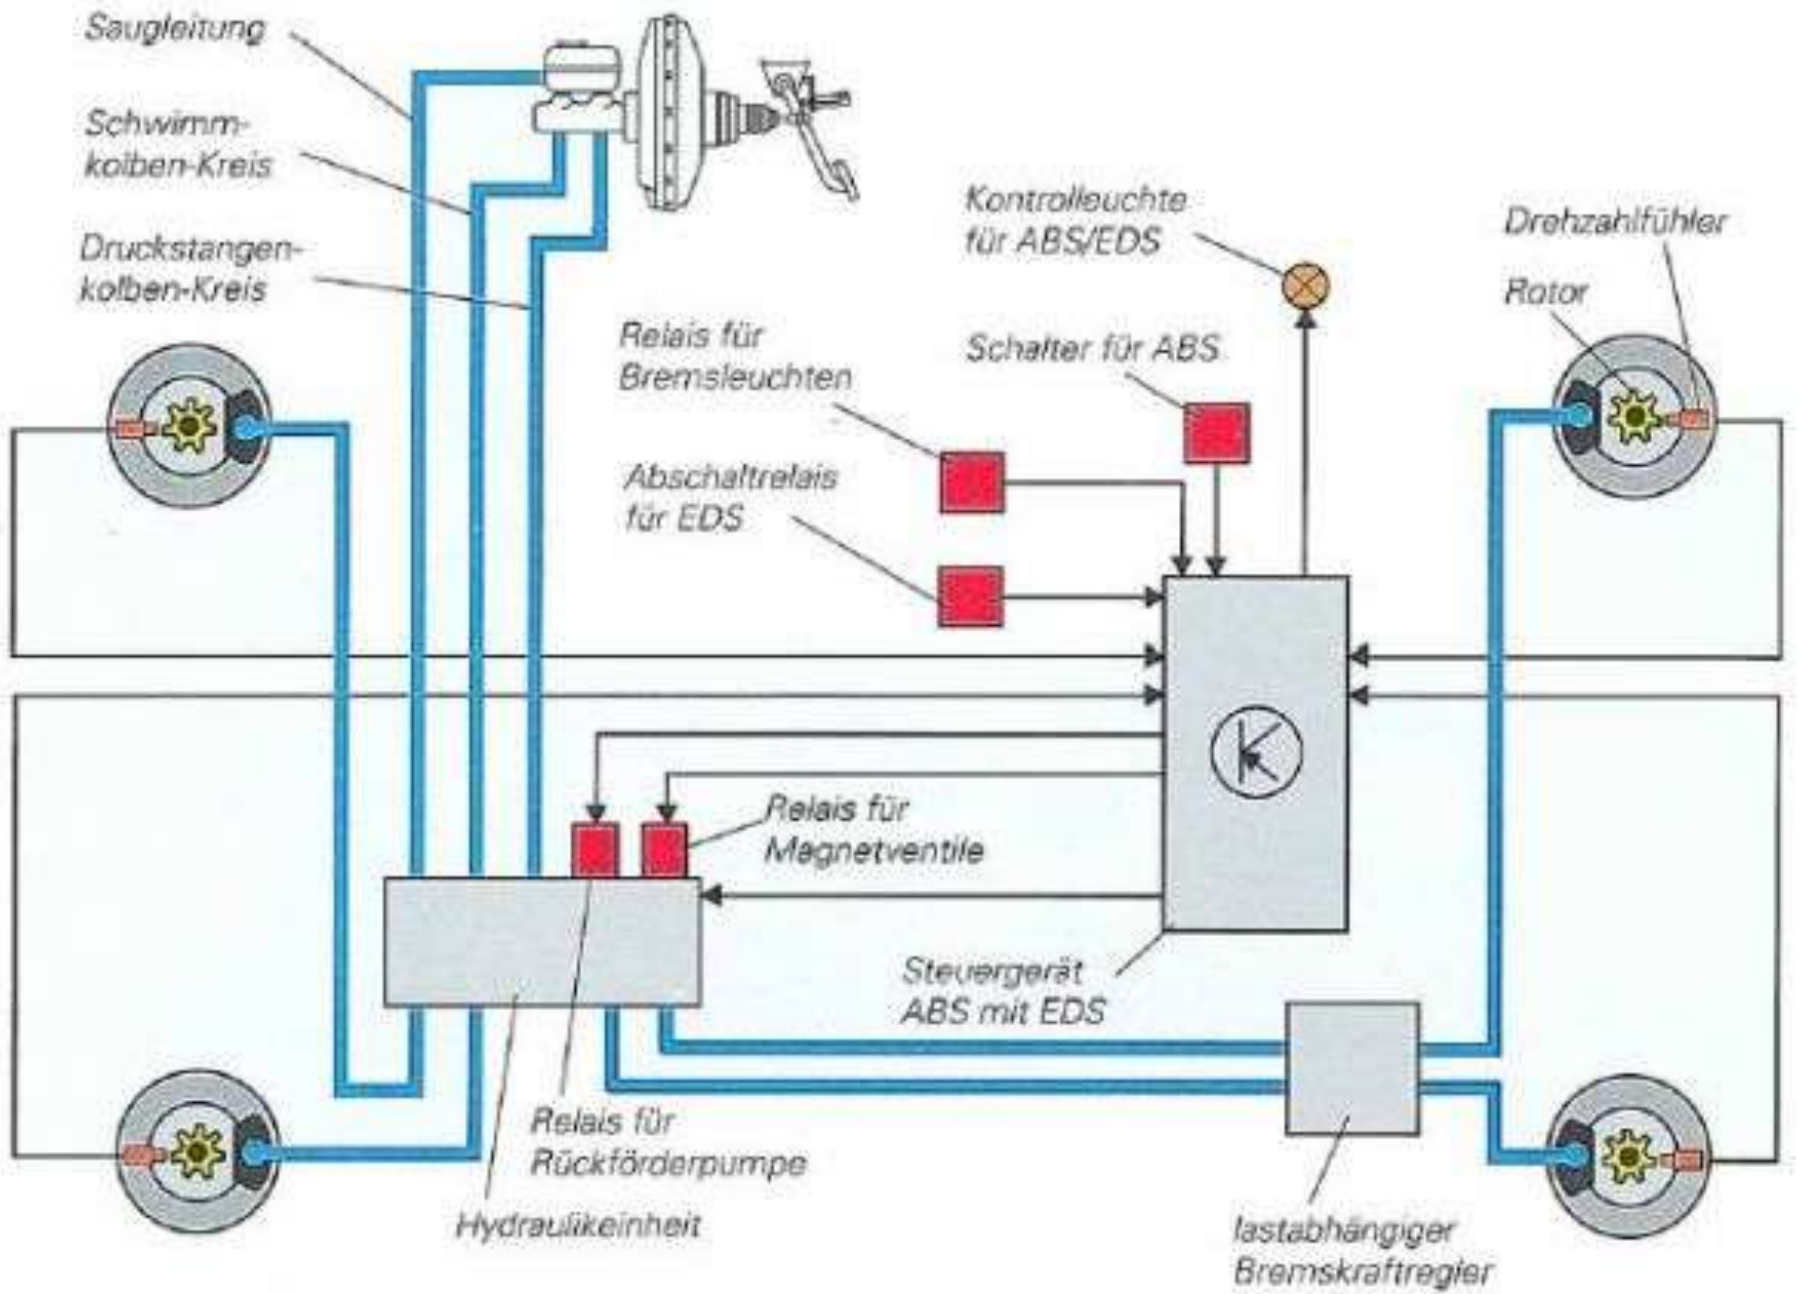 Saugleitung
Schwimm-
kolben-Kreis
Druckstangen-
kolben-Kreis
Relais für
Bremsleuchten
Abschaltrelais
für EDS
Kontrolleuchte
für ABS/EDS
Schalter für ABS
Drehzahlfühler
Rotor
Relais für
Magnetventile
Steuergerät
ABS mit EDS
Relais für
Rückförderpumpe
Hydraulikeinheit
lastabhängiger
Bremskraftregler